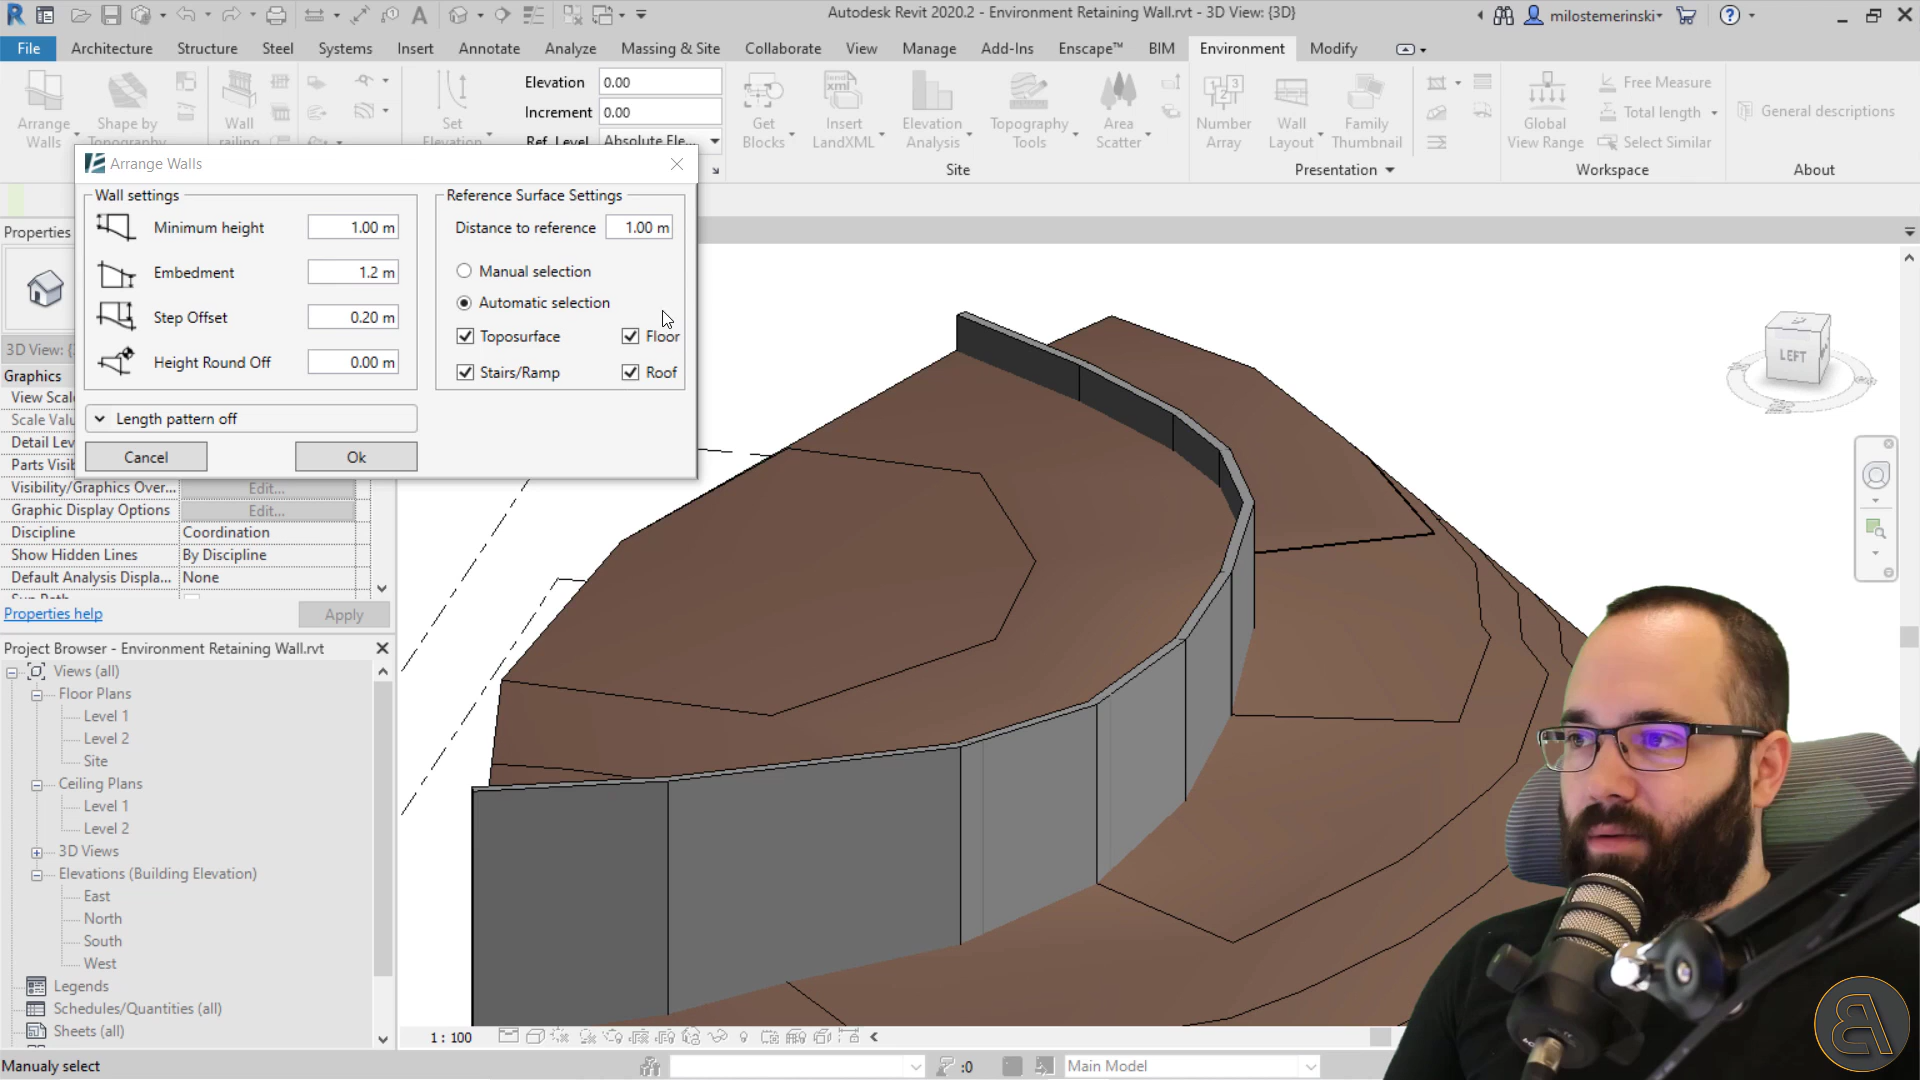 Autodesk Revit 2020.2 - Environment Retaining Wall.rvt - 3D View: {3D}
milostemerinski
File Architecture Structure Steel Systems Insert Annotate Analyze Massing & Site Collaborate View Manage Add-Ins Enscape™ BIM Environment Modify
Arrange Walls
Shape by
Wall
Set
Elevation 0.00
Increment 0.00
Get Blocks
Insert LandXML
Elevation Analysis
Topography Tools
Area Scatter
Number Array
Wall Layout
Family Thumbnail
Global View Range
Free Measure
Total length
Select Similar
General descriptions
Site
Presentation
Workspace
About
Arrange Walls
Wall settings
Minimum height 1.00 m
Embedment 1.2 m
Step Offset 0.20 m
Height Round Off 0.00 m
Length pattern off
Cancel Ok
Reference Surface Settings
Distance to reference 1.00 m
Manual selection
Automatic selection
Toposurface Floor
Stairs/Ramp Roof
Properties
Graphics
View Scal
Scale Valu
Detail Lev
Parts Visib
Visibility/Graphics Over... Edit...
Graphic Display Options Edit...
Discipline Coordination
Show Hidden Lines By Discipline
Default Analysis Displa... None
Properties help Apply
Project Browser - Environment Retaining Wall.rvt
Views (all)
Floor Plans
Level 1
Level 2
Site
Ceiling Plans
Level 1
Level 2
3D Views
Elevations (Building Elevation)
East
North
South
West
Legends
Schedules/Quantities (all)
Sheets (all)
LEFT
1 : 100
Manualy select
:0
Main Model